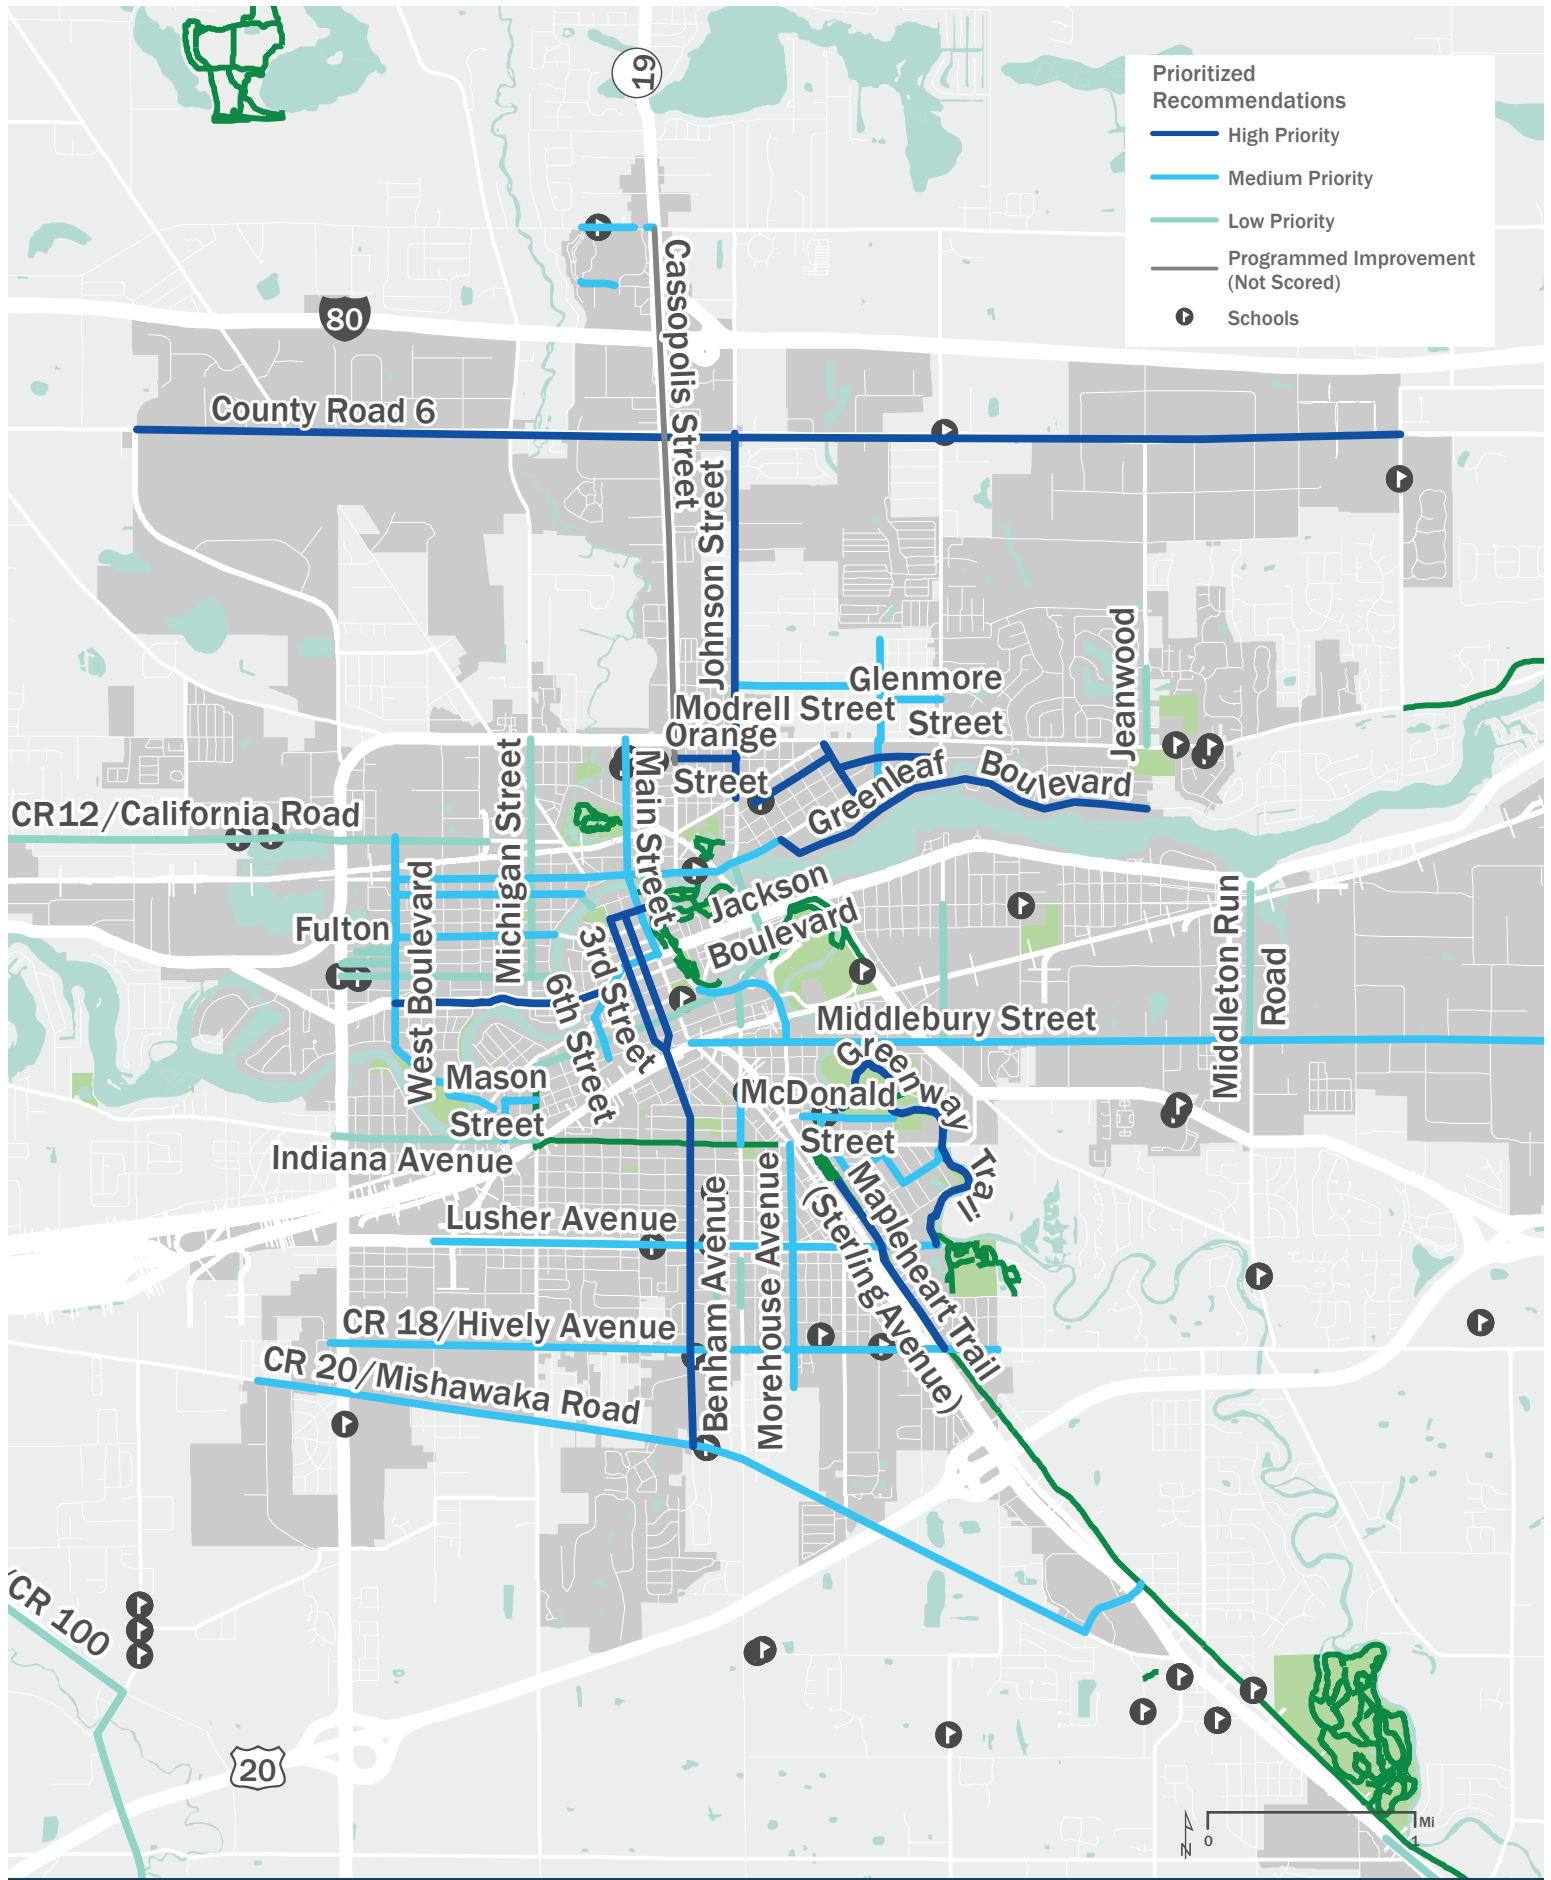 19
Prioritized
Recommendations
High Priority
Medium Priority
Low Priority
Programmed Improvement
(Not Scored)
Schools
80
Cassopolis Street
County Road 6
Johnson Street
Jeanwood
Glenmore
Street
Modrell Street
Orange
Street
Main Street
Michigan Street
Greenleaf Boulevard
CR12/California Road
West Boulevard
Fulton
Jackson
Boulevard
3rd Street
6th Street
Middleton Run
Road
Middlebury Street
Greenway Trail
Mason
Street
McDonald
Street
Indiana Avenue
Lusher Avenue
Benham Avenue
Morehouse Avenue
Mapleheart Trail
(Sterling Avenue)
CR 18/Hively Avenue
CR 20/Mishawaka Road
/CR 100
20
N
0
1
Mi